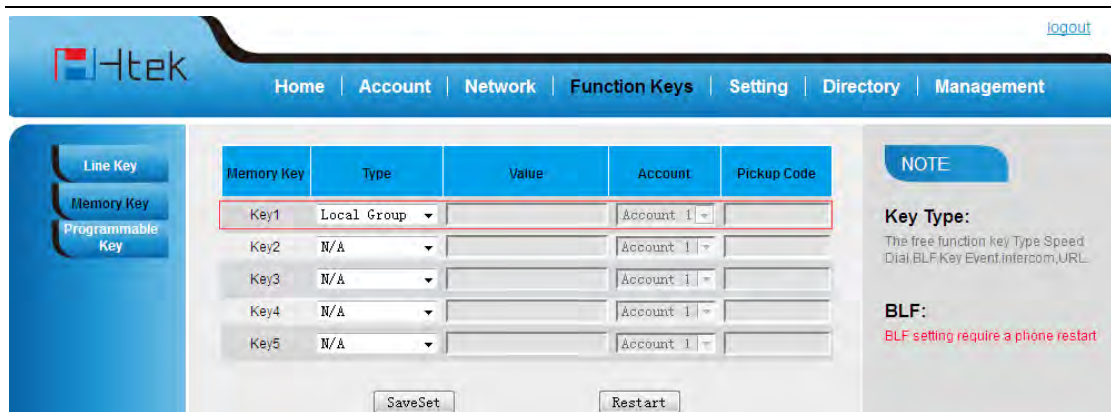 logout
Htek
Home | Account | Network | Function Keys | Setting | Directory | Management
Line Key
Memory Key
Programmable
Key
Memory Key Type Value Account Pickup Code
Key1 Local Group Account 1
Key2 N/A Account 1
Key3 N/A Account 1
Key4 N/A Account 1
Key5 N/A Account 1
SaveSet Restart
NOTE
Key Type:
The free function key Type Speed
Dial,BLF,Key Event,Intercom,URL.
BLF:
BLF setting require a phone restart